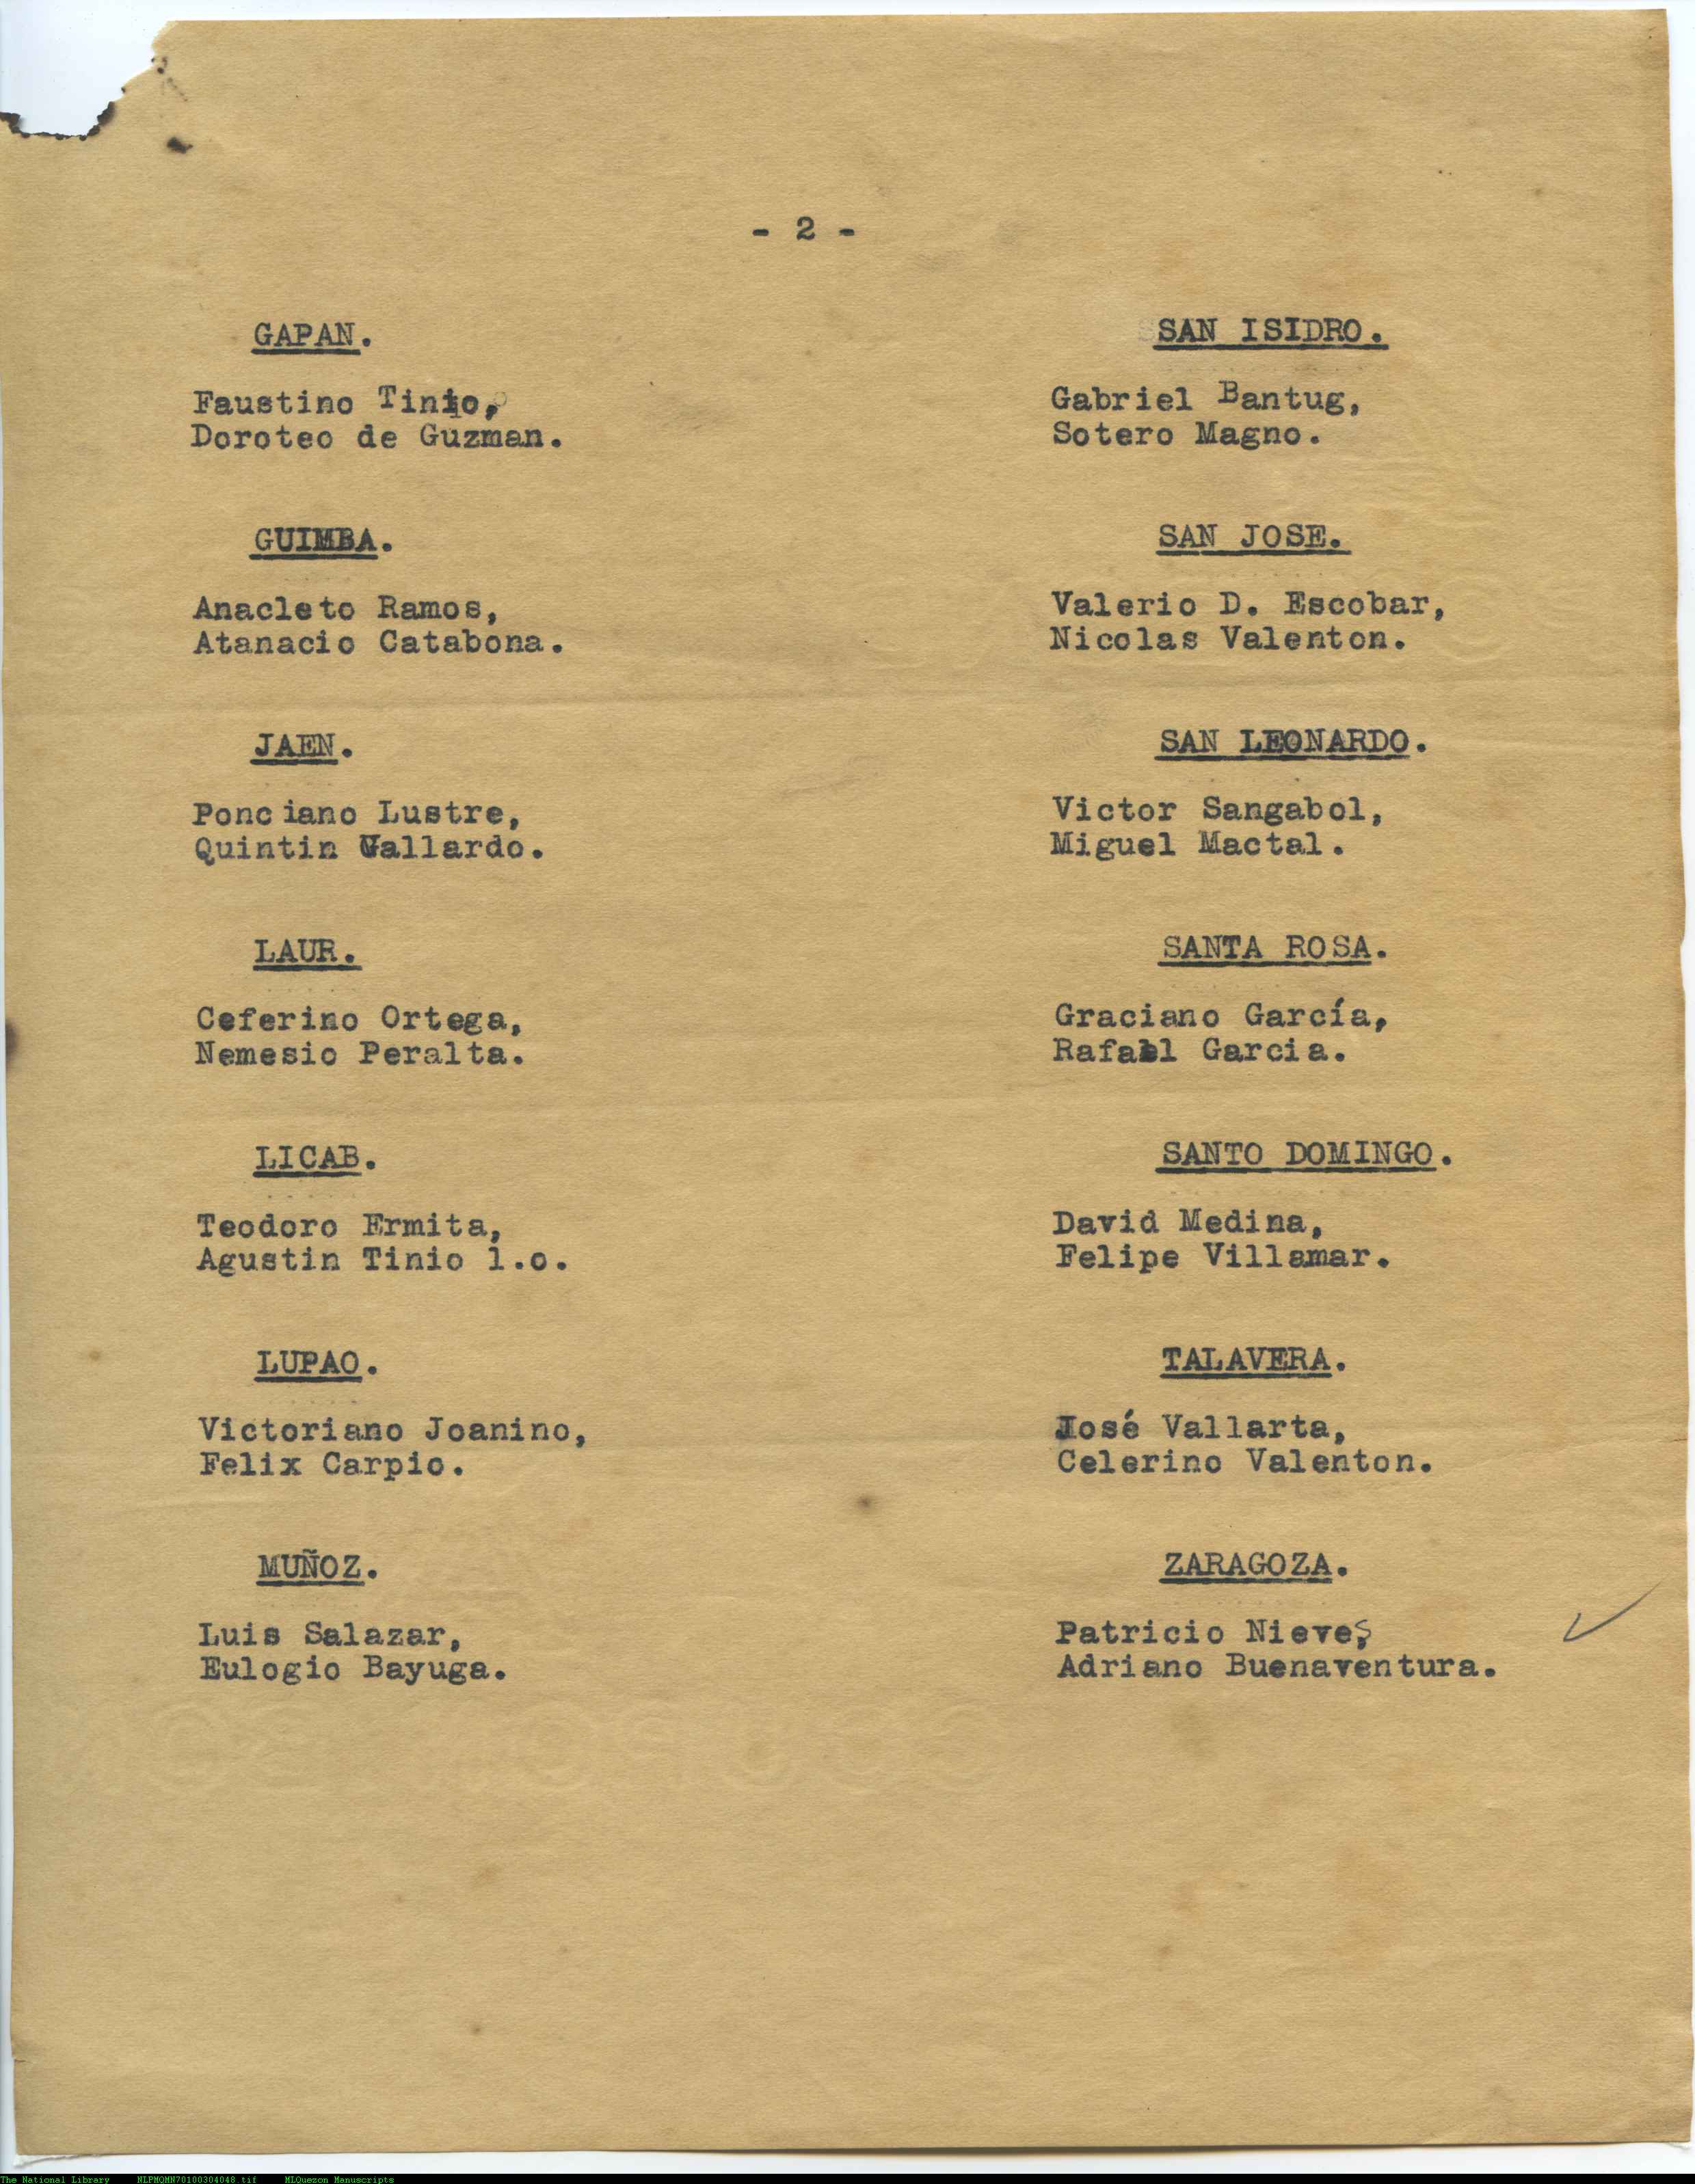 - 2 -
GAPAN.
Faustino Tinio,
Doroteo de Guzman.
GUIMBA.
Anacleto Ramos,
Atanacio Catabona.
JAEN.
Ponciano Lustre,
Quintin Gallardo.
LAUR.
Ceferino Ortega,
Nemesio Peralta.
LICAB.
Teodoro Ermita,
Agustin Tinio 1.o.
LUPAO.
Victoriano Joanino,
Felix Carpio.
MUÑOZ.
Luis Salazar,
Eulogio Bayuga.
SAN ISIDRO.
Gabriel Bantug,
Sotero Magno.
SAN JOSE.
Valerio D. Escobar,
Nicolas Valenton.
SAN LEONARDO.
Victor Sangabol,
Miguel Mactal.
SANTA ROSA.
Graciano García,
Rafael Garcia.
SANTO DOMINGO.
David Medina,
Felipe Villamar.
TALAVERA.
José Vallarta,
Celerino Valenton.
ZARAGOZA.
Patricio Nieves,
Adriano Buenaventura.
The National Library NLPMQMN70100304048.tif MLQuezon Manuscripts